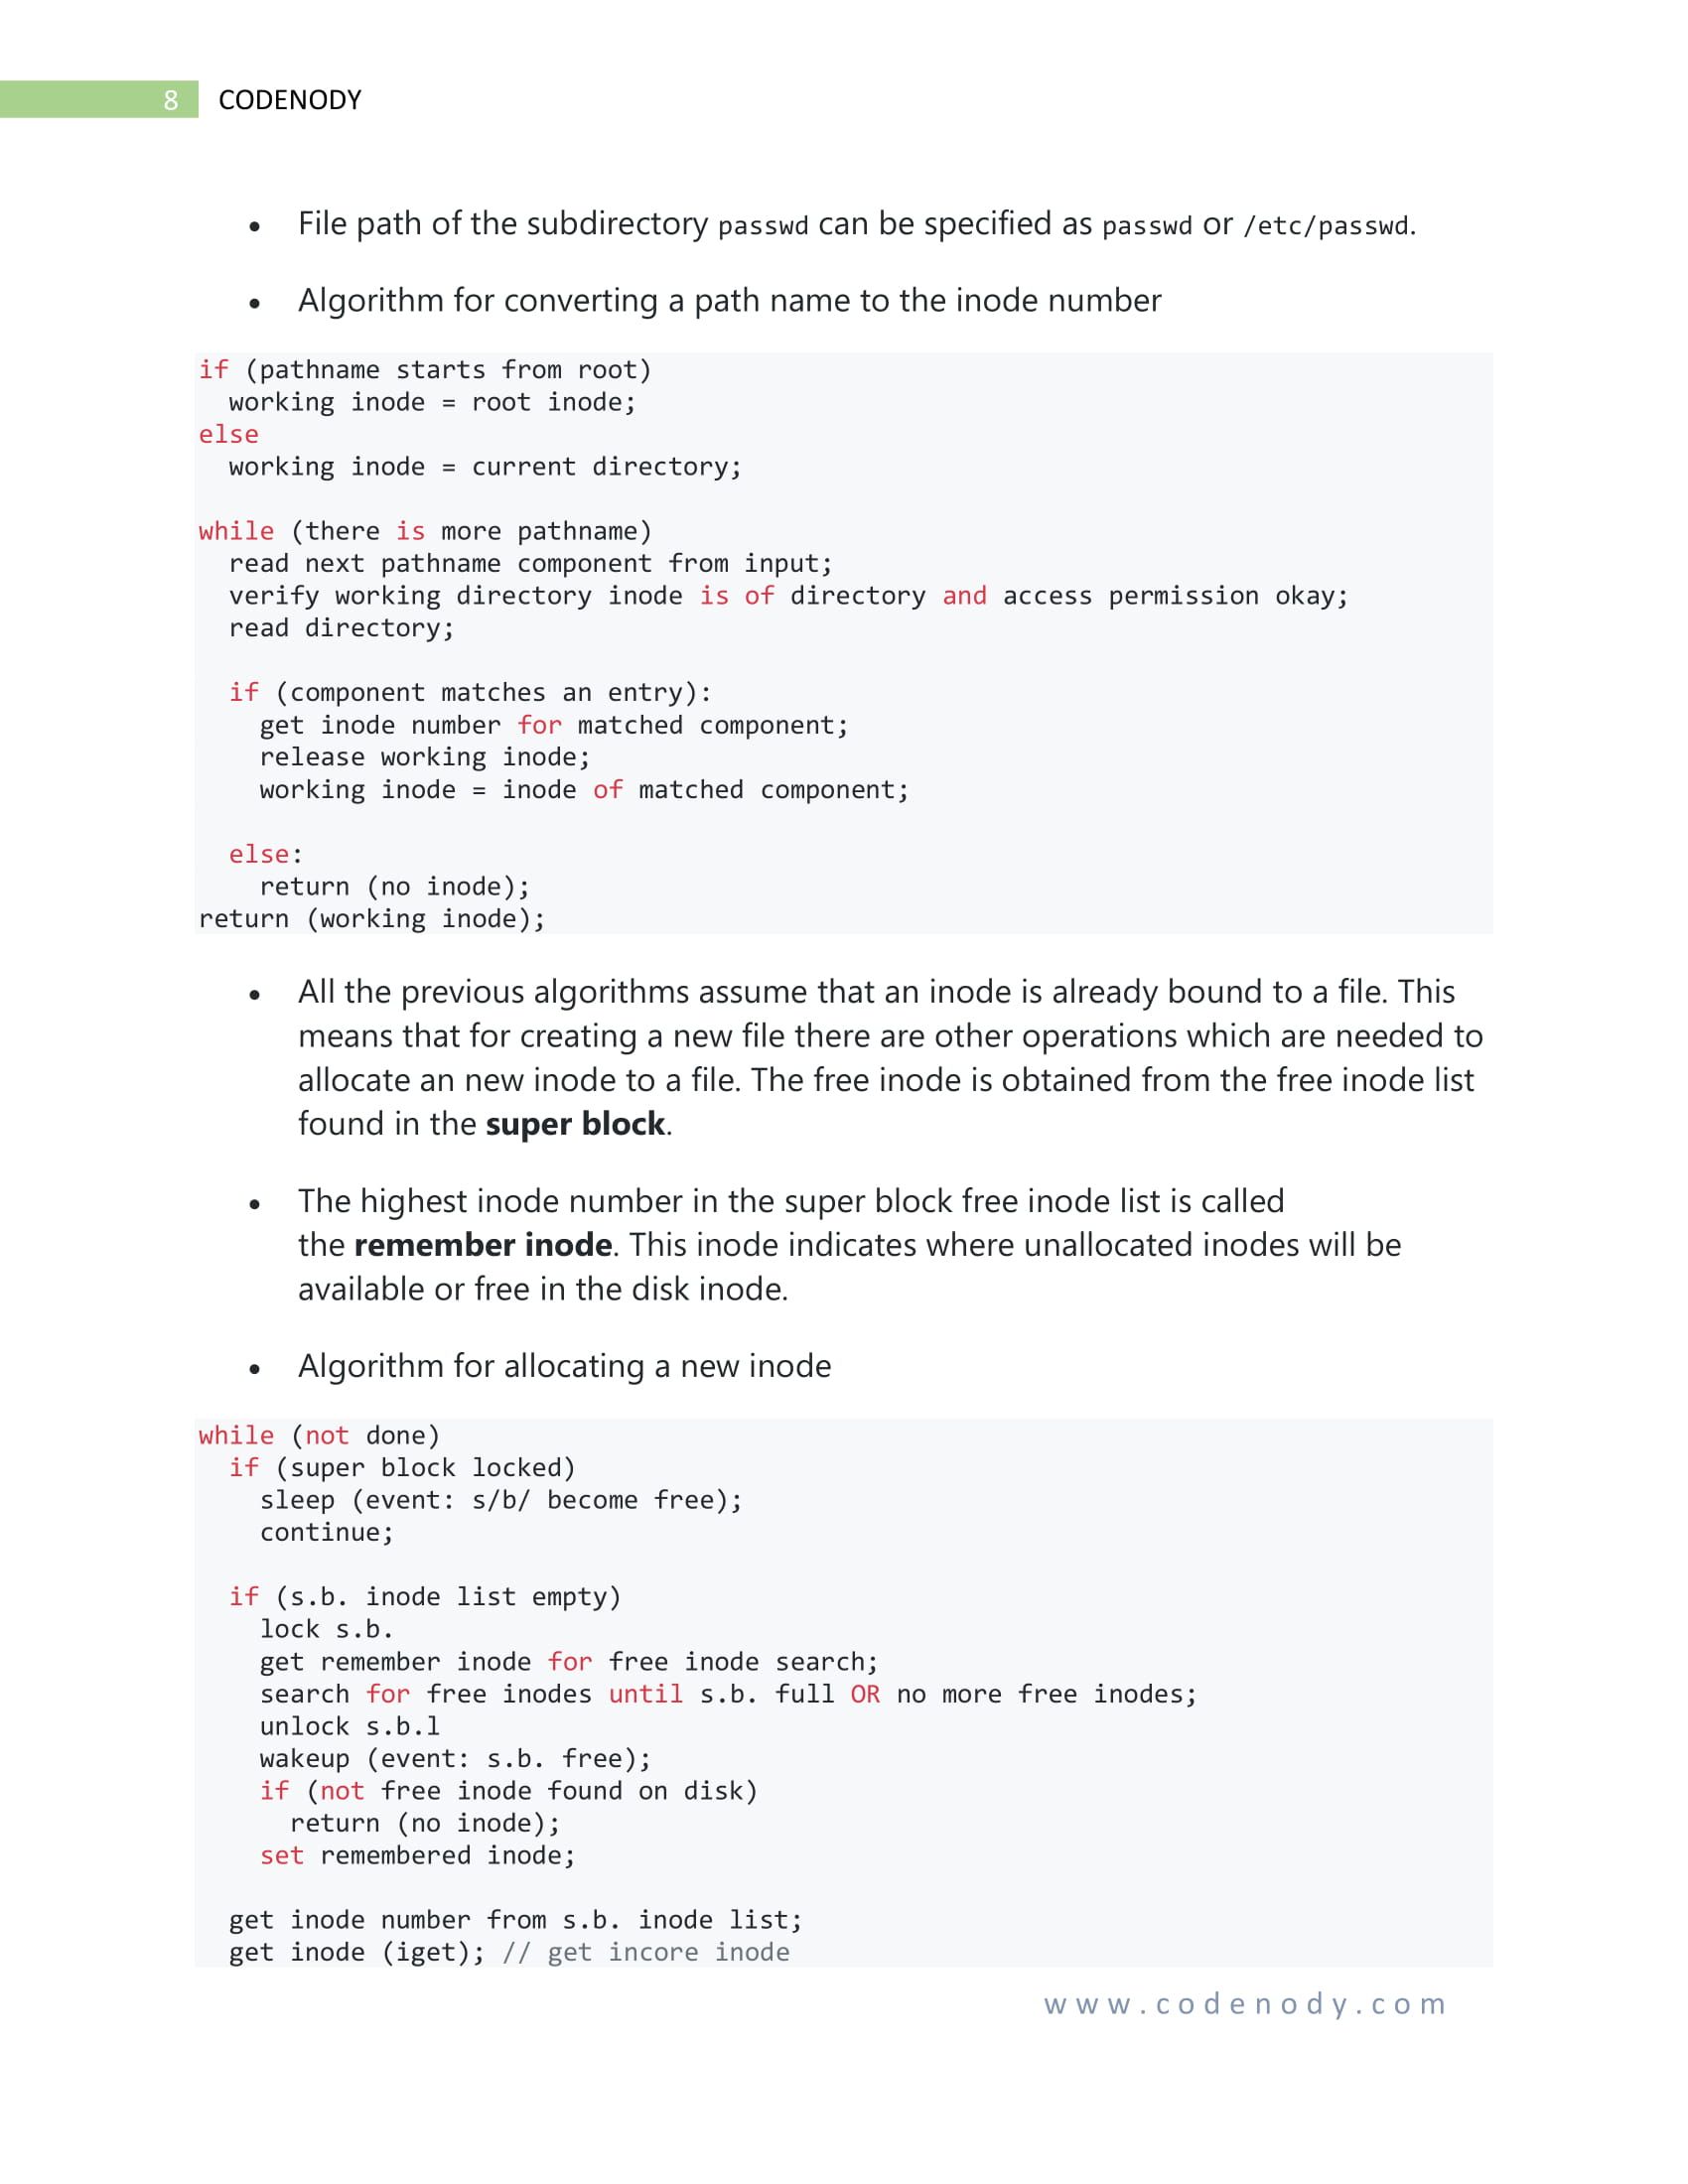 8 CODENODY
• File path of the subdirectory passwd can be specified as passwd or /etc/passwd.
• Algorithm for converting a path name to the inode number
if (pathname starts from root)
  working inode = root inode;
else
  working inode = current directory;

while (there is more pathname)
  read next pathname component from input;
  verify working directory inode is of directory and access permission okay;
  read directory;

  if (component matches an entry):
    get inode number for matched component;
    release working inode;
    working inode = inode of matched component;

  else:
    return (no inode);
return (working inode);
• All the previous algorithms assume that an inode is already bound to a file. This
means that for creating a new file there are other operations which are needed to
allocate an new inode to a file. The free inode is obtained from the free inode list
found in the super block.
• The highest inode number in the super block free inode list is called
the remember inode. This inode indicates where unallocated inodes will be
available or free in the disk inode.
• Algorithm for allocating a new inode
while (not done)
  if (super block locked)
    sleep (event: s/b/ become free);
    continue;

  if (s.b. inode list empty)
    lock s.b.
    get remember inode for free inode search;
    search for free inodes until s.b. full OR no more free inodes;
    unlock s.b.l
    wakeup (event: s.b. free);
    if (not free inode found on disk)
      return (no inode);
    set remembered inode;

  get inode number from s.b. inode list;
  get inode (iget); // get incore inode
www.codenody.com